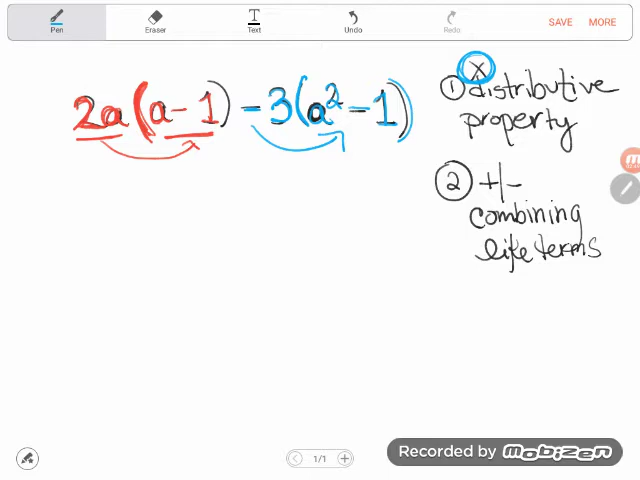 Pen Eraser Text Undo Redo SAVE MORE
2a(a-1) -3(a²-1)
x
① distributive
property
② +/-
combining
like terms
1/1
Recorded by mobizen